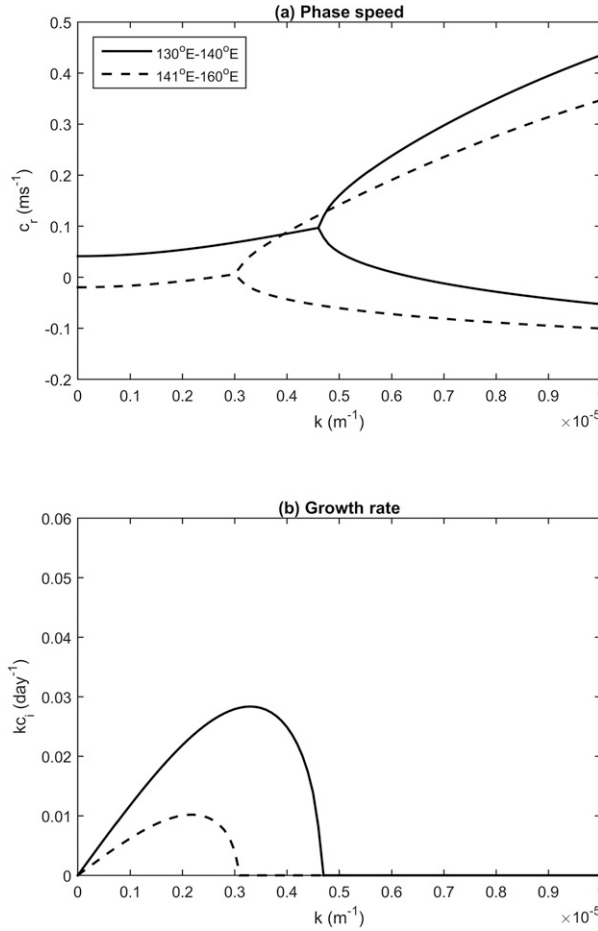 (a) Phase speed
0.5
0.4
0.3
0.2
0.1
0
-0.1
-0.2
c_r (ms^-1)
130°E-140°E
141°E-160°E
0 0.1 0.2 0.3 0.4 0.5 0.6 0.7 0.8 0.9
k (m^-1)
×10^-5
(b) Growth rate
0.06
0.05
0.04
0.03
0.02
0.01
0
kc_i (day^-1)
0 0.1 0.2 0.3 0.4 0.5 0.6 0.7 0.8 0.9
k (m^-1)
×10^-5